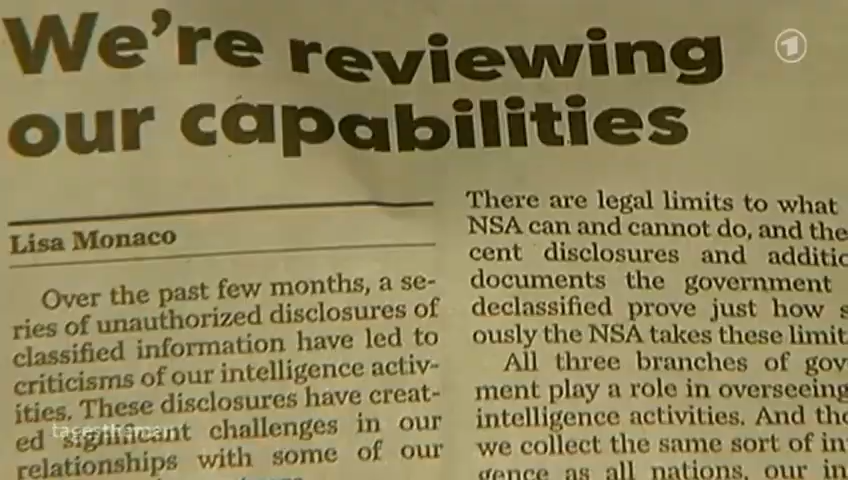 We're reviewing
our capabilities
1
Lisa Monaco
Over the past few months, a se-
ries of unauthorized disclosures of
classified information have led to
criticisms of our intelligence activ-
ities. These disclosures have creat-
ed significant challenges in our
relationships with some of our
There are legal limits to what
NSA can and cannot do, and the
cent disclosures and additio
documents the government
declassified prove just how s
ously the NSA takes these limit
All three branches of gov
ment play a role in overseeing
intelligence activities. And tho
we collect the same sort of in
gence as all nations, our in
tagesthemen